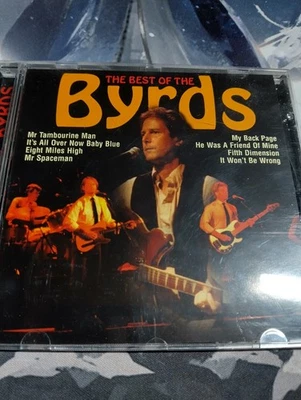 THE BEST OF THE
Byrds
Mr Tambourine Man
It's All Over Now Baby Blue
Eight Miles High
Mr Spaceman
My Back Page
He Was A Friend Of Mine
Fifth Dimension
It Won't Be Wrong
BYRDS